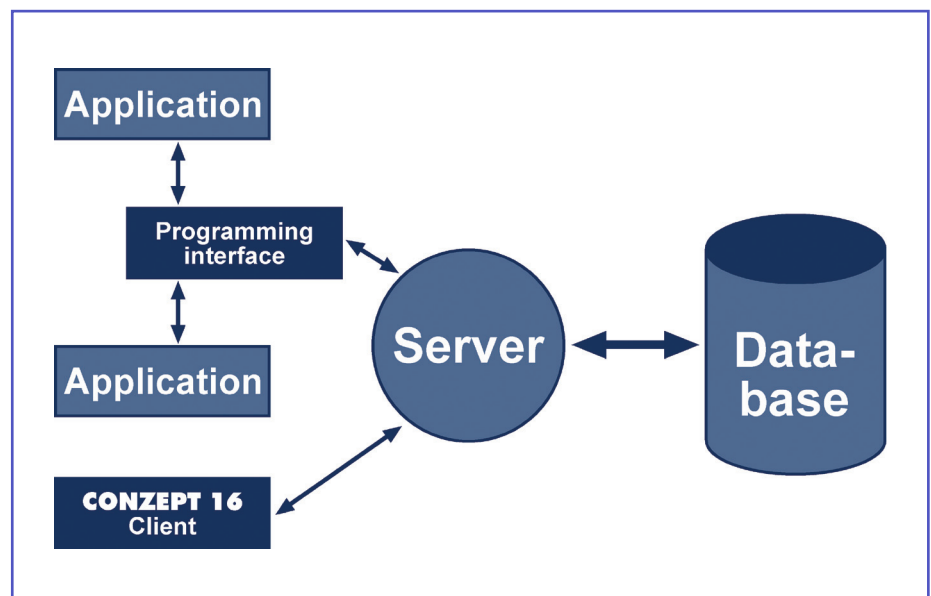 Application
Programming
interface
Application
CONZEPT 16
Client
Server
Data-
base